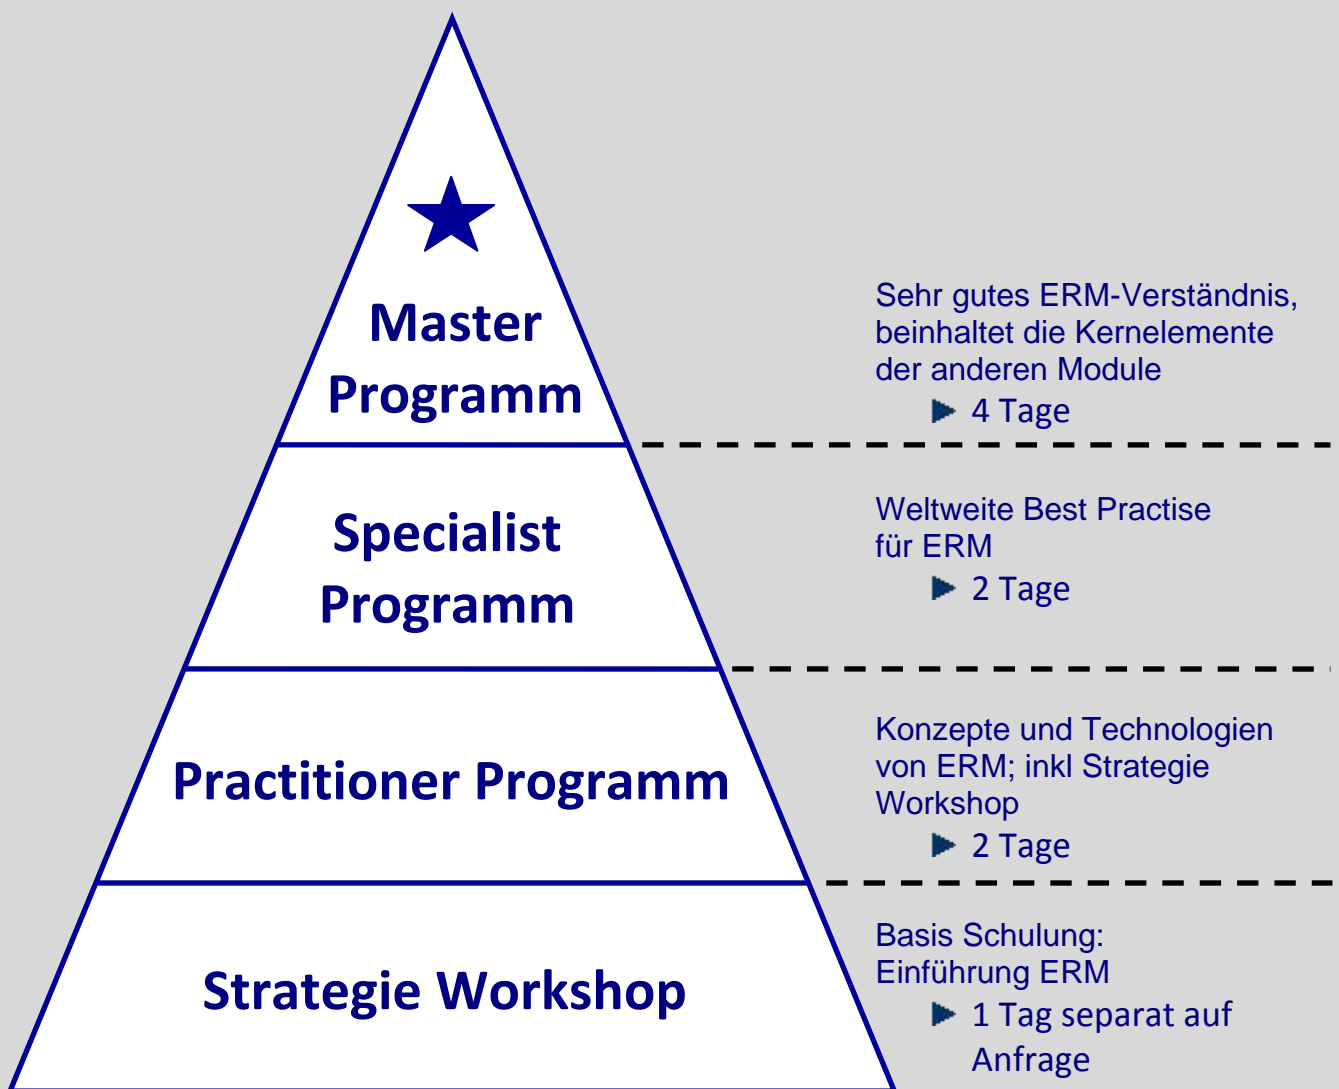 Master
Programm
Sehr gutes ERM-Verständnis,
beinhaltet die Kernelemente
der anderen Module
4 Tage
Specialist
Programm
Weltweite Best Practise
für ERM
2 Tage
Practitioner Programm
Konzepte und Technologien
von ERM; inkl Strategie
Workshop
2 Tage
Strategie Workshop
Basis Schulung:
Einführung ERM
1 Tag separat auf
Anfrage